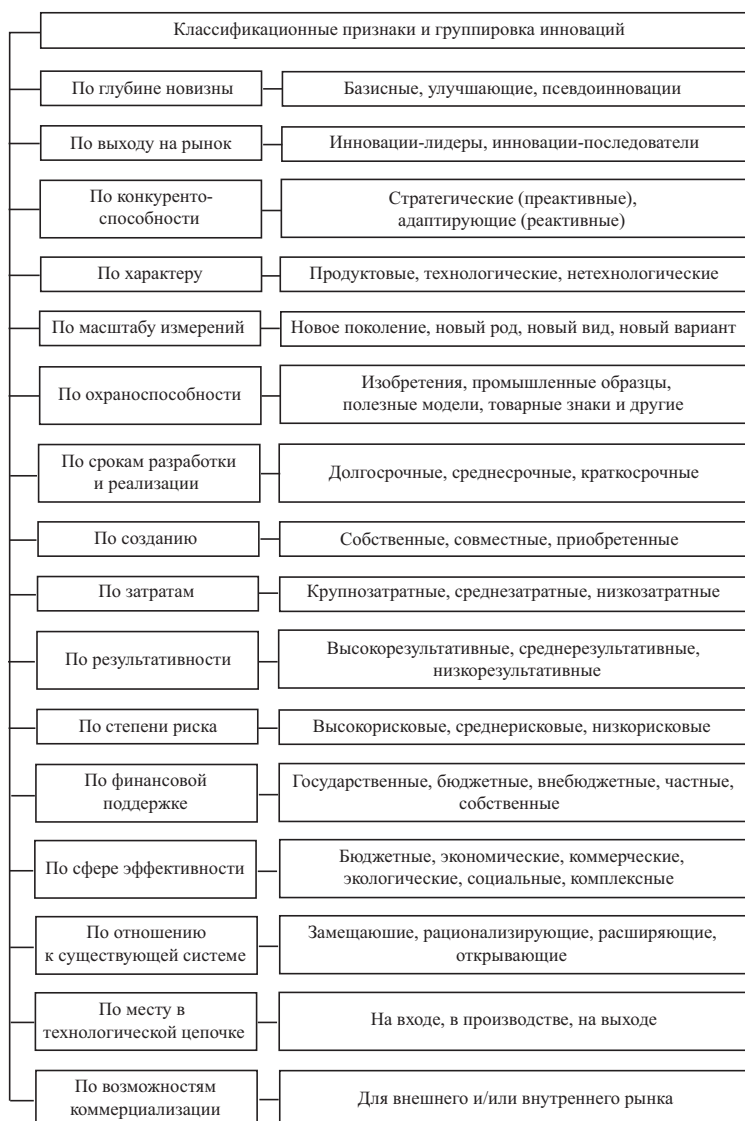 Классификационные признаки и группировка инноваций
По глубине новизны
Базисные, улучшающие, псевдоинновации
По выходу на рынок
Инновации-лидеры, инновации-последователи
По конкуренто-
способности
Стратегические (преактивные),
адаптирующие (реактивные)
По характеру
Продуктовые, технологические, нетехнологические
По масштабу измерений
Новое поколение, новый род, новый вид, новый вариант
По охраноспособности
Изобретения, промышленные образцы,
полезные модели, товарные знаки и другие
По срокам разработки
и реализации
Долгосрочные, среднесрочные, краткосрочные
По созданию
Собственные, совместные, приобретенные
По затратам
Крупнозатратные, среднезатратные, низкозатратные
По результативности
Высокорезультативные, среднерезультативные,
низкорезультативные
По степени риска
Высокорисковые, среднерисковые, низкорисковые
По финансовой
поддержке
Государственные, бюджетные, внебюджетные, частные,
собственные
По сфере эффективности
Бюджетные, экономические, коммерческие,
экологические, социальные, комплексные
По отношению
к существующей системе
Замещаюшие, рационализирующие, расширяющие,
открывающие
По месту в
технологической цепочке
На входе, в производстве, на выходе
По возможностям
коммерциализации
Для внешнего и/или внутреннего рынка